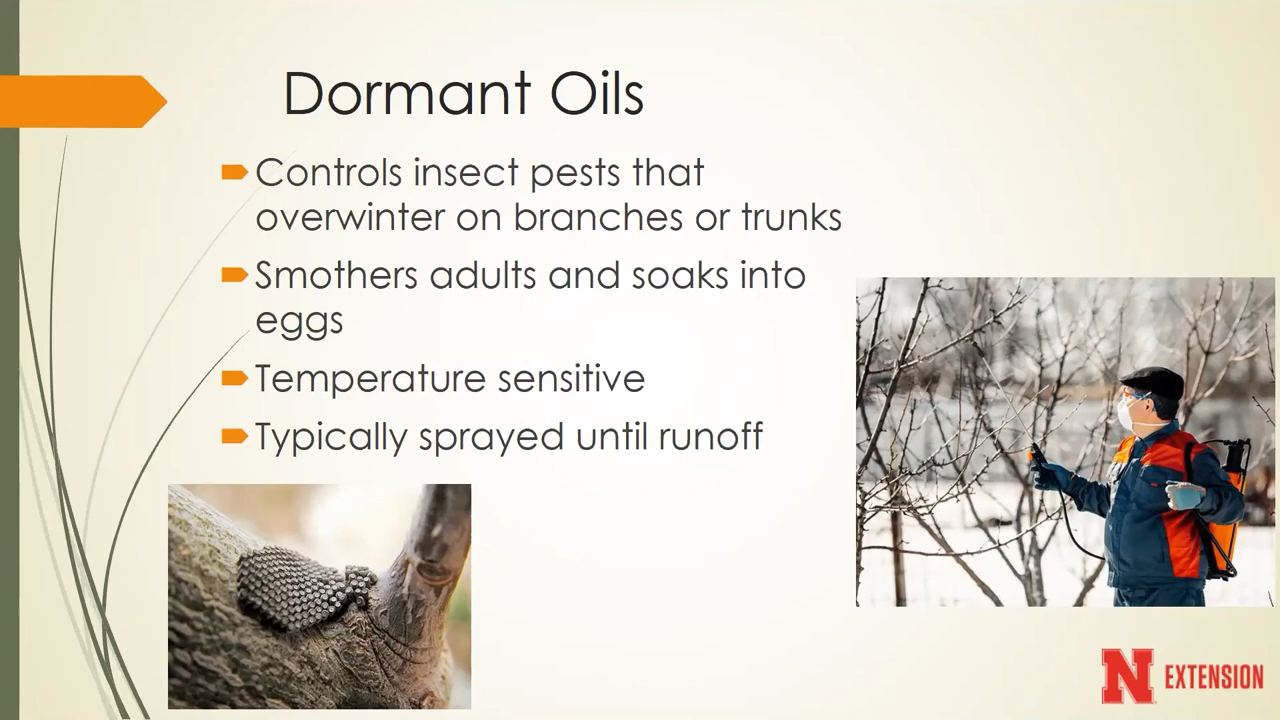 Dormant Oils
Controls insect pests that
overwinter on branches or trunks
Smothers adults and soaks into
eggs
Temperature sensitive
Typically sprayed until runoff
N EXTENSION